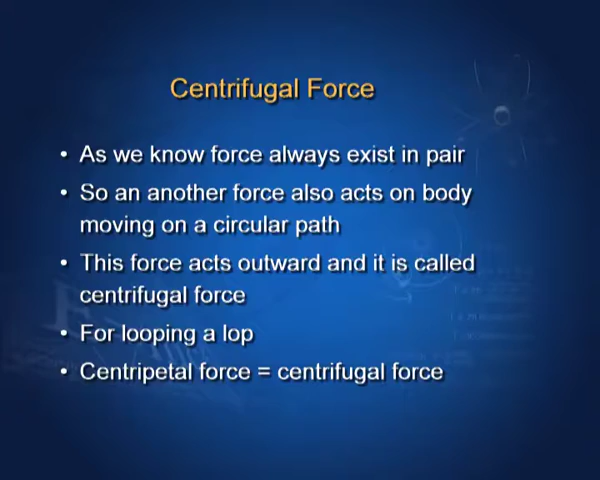 Centrifugal Force
• As we know force always exist in pair
• So an another force also acts on body
moving on a circular path
• This force acts outward and it is called
centrifugal force
• For looping a lop
• Centripetal force = centrifugal force